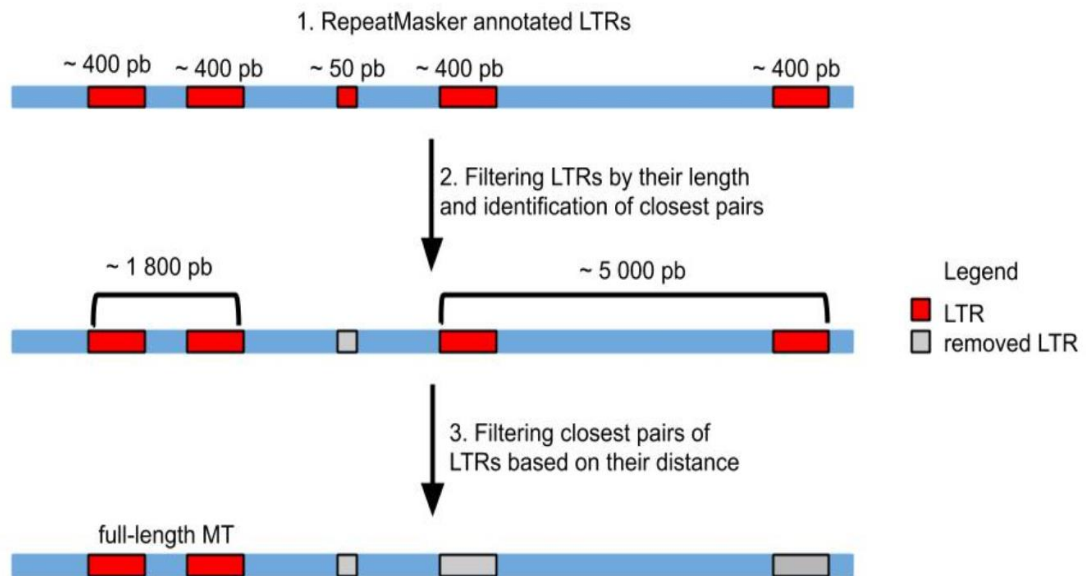 1. RepeatMasker annotated LTRs
~ 400 pb ~ 400 pb ~ 50 pb ~ 400 pb ~ 400 pb
2. Filtering LTRs by their length
and identification of closest pairs
~ 1 800 pb ~ 5 000 pb
Legend
LTR
removed LTR
3. Filtering closest pairs of
LTRs based on their distance
full-length MT